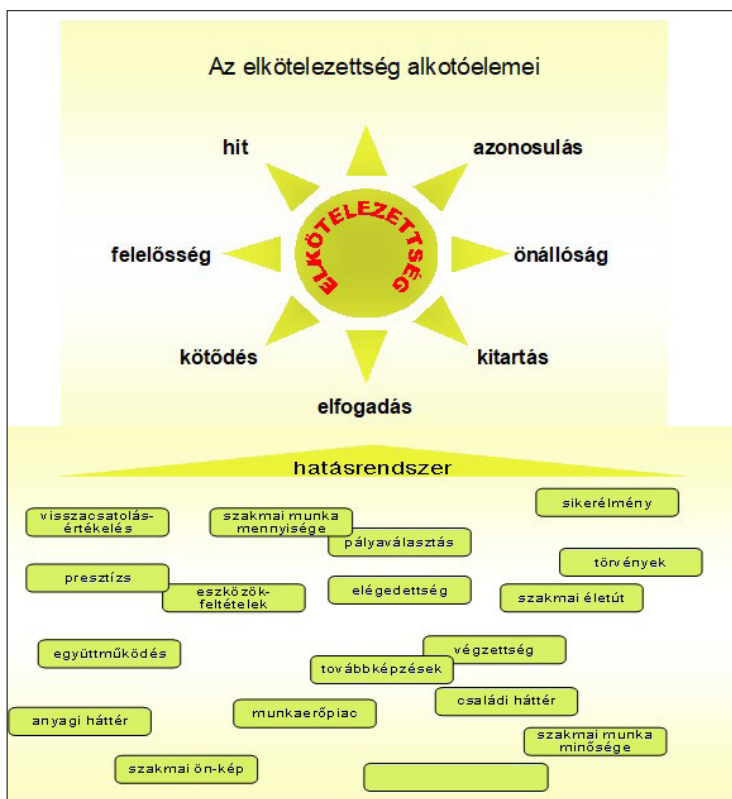 Az elkötelezettség alkotóelemei
hit
azonosulás
ELKÖTELEZETTSÉG
felelősség
önállóság
kötődés
kitartás
elfogadás
hatásrendszer
sikerélmény
visszacsatolás-
értékelés
szakmai munka
mennyisége
pályaválasztás
törvények
presztízs
eszközök-
feltételek
elégedettség
szakmai életút
együttműködés
végzettség
továbbképzések
családi háttér
anyagi háttér
munkaerőpiac
szakmai munka
minősége
szakmai ön-kép